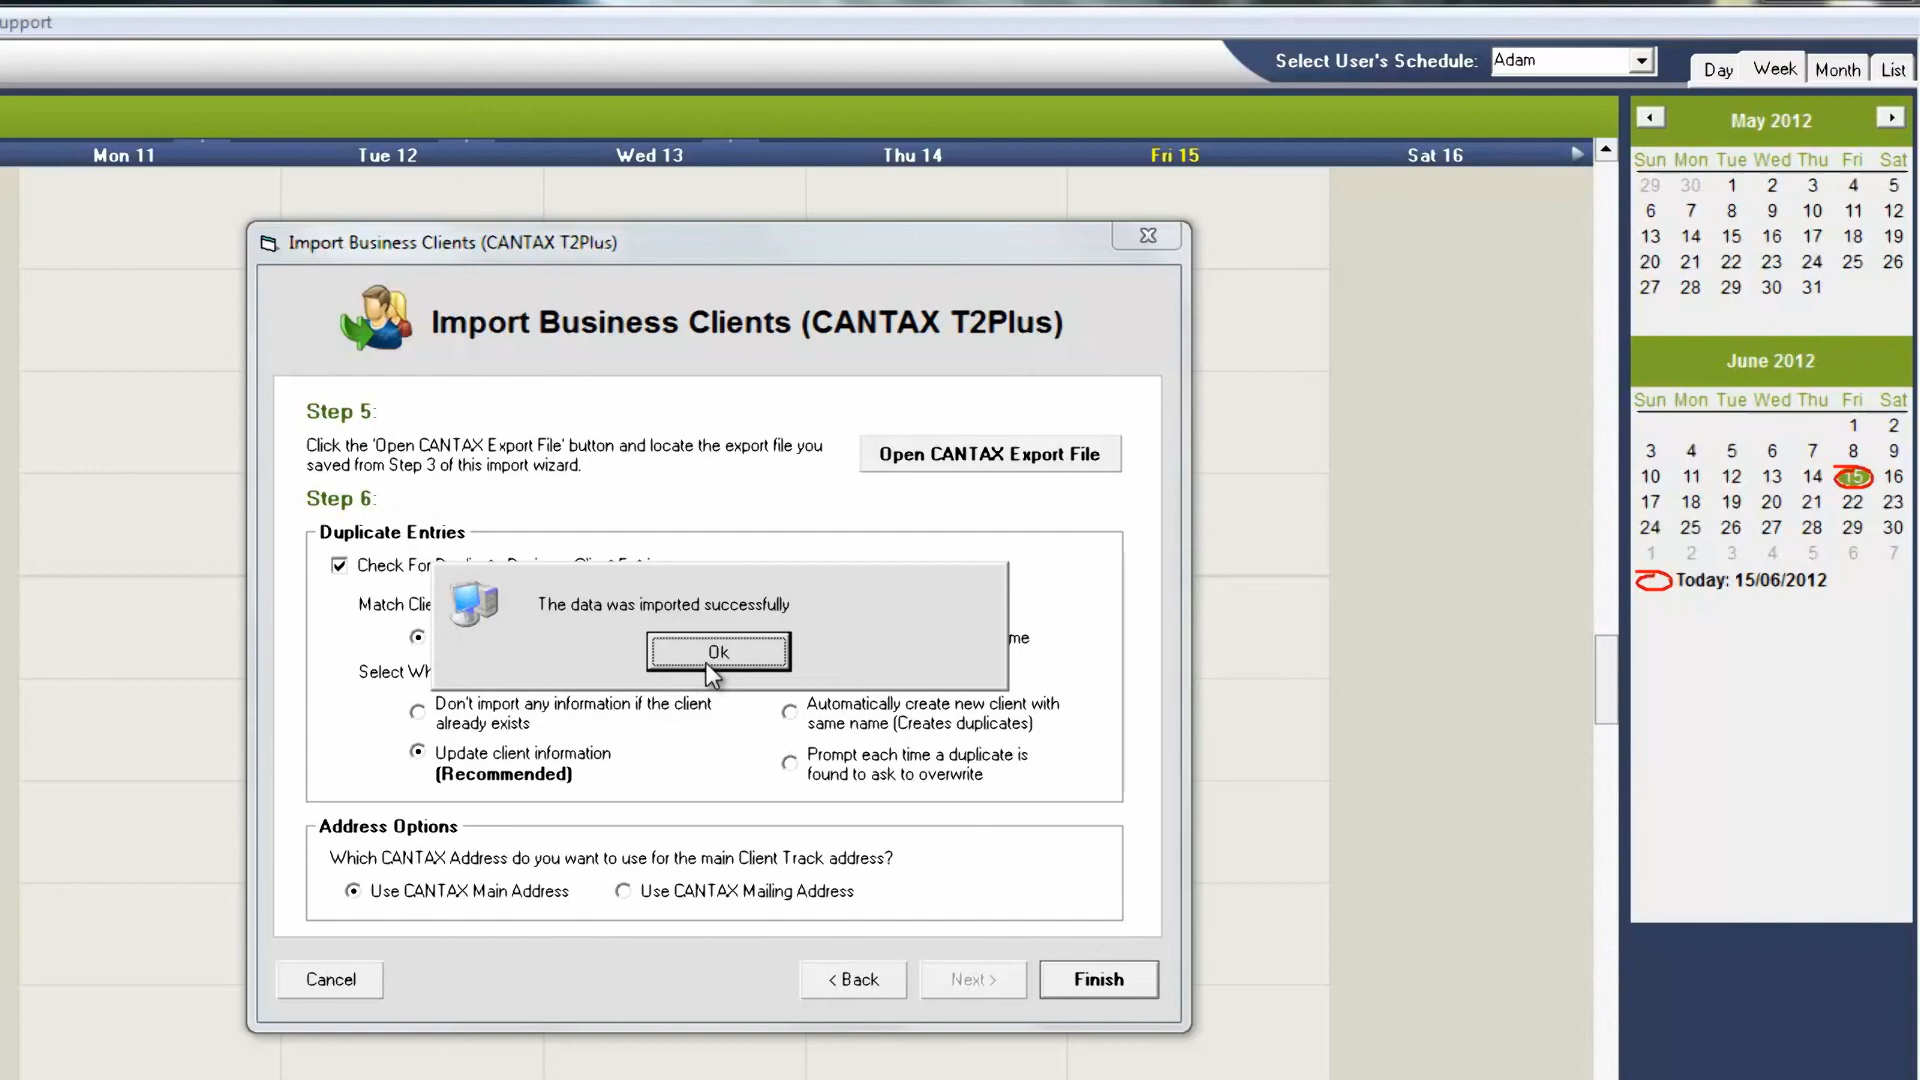 upport
Select User's Schedule: Adam
Day Week Month List
Mon 11 Tue 12 Wed 13 Thu 14 Fri 15 Sat 16
May 2012
Sun Mon Tue Wed Thu Fri Sat
29 30 1 2 3 4 5
6 7 8 9 10 11 12
13 14 15 16 17 18 19
20 21 22 23 24 25 26
27 28 29 30 31
June 2012
Sun Mon Tue Wed Thu Fri Sat
1 2
3 4 5 6 7 8 9
10 11 12 13 14 15 16
17 18 19 20 21 22 23
24 25 26 27 28 29 30
1 2 3 4 5 6 7
Today: 15/06/2012
Import Business Clients (CANTAX T2Plus)
Import Business Clients (CANTAX T2Plus)
Step 5:
Click the 'Open CANTAX Export File' button and locate the export file you
saved from Step 3 of this import wizard.
Open CANTAX Export File
Step 6:
Duplicate Entries
Check For
Match Clie
me
Select Wh
The data was imported successfully
Ok
Don't import any information if the client
already exists
Automatically create new client with
same name (Creates duplicates)
Update client information
(Recommended)
Prompt each time a duplicate is
found to ask to overwrite
Address Options
Which CANTAX Address do you want to use for the main Client Track address?
Use CANTAX Main Address Use CANTAX Mailing Address
Cancel < Back Next > Finish